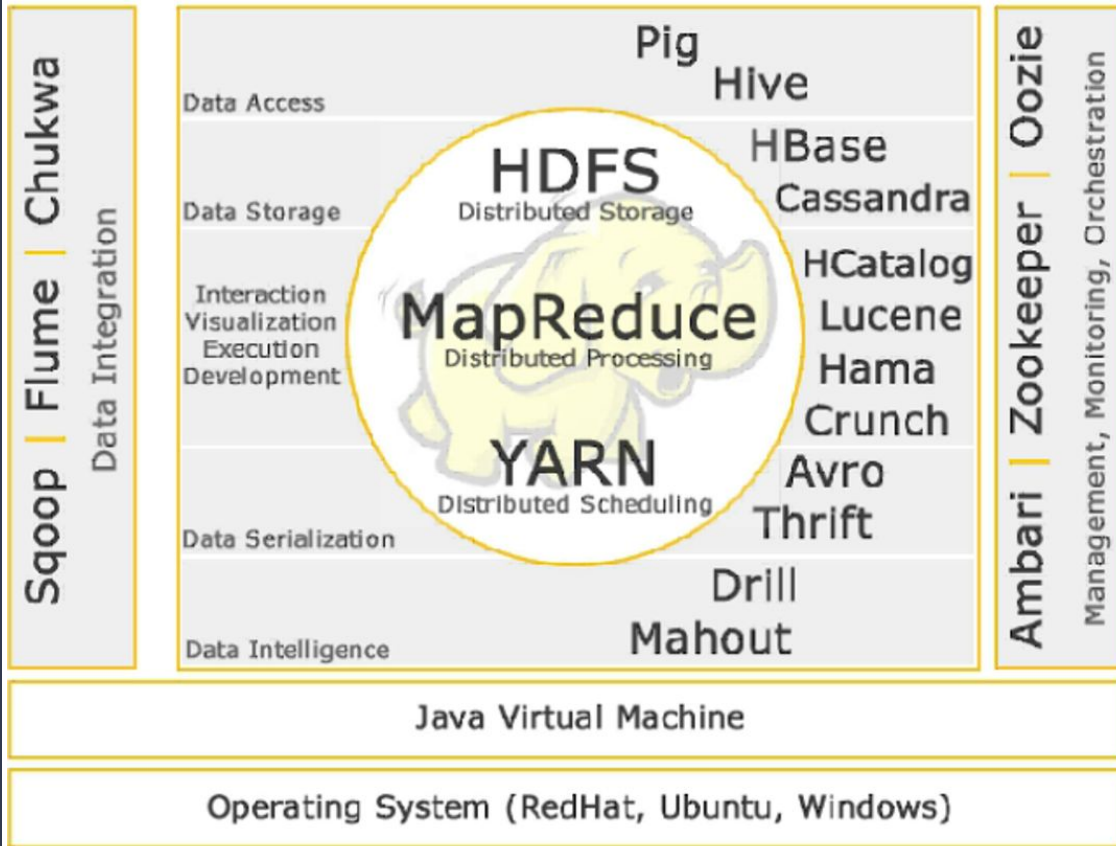 Sqoop | Flume | Chukwa
Data Integration
Pig
Hive
Data Access
HBase
Cassandra
Data Storage
HCatalog
Lucene
Hama
Crunch
Interaction
Visualization
Execution
Development
Avro
Thrift
Data Serialization
Drill
Mahout
Data Intelligence
HDFS
Distributed Storage
MapReduce
Distributed Processing
YARN
Distributed Scheduling
Ambari | Zookeeper | Oozie
Management, Monitoring, Orchestration
Java Virtual Machine
Operating System (RedHat, Ubuntu, Windows)